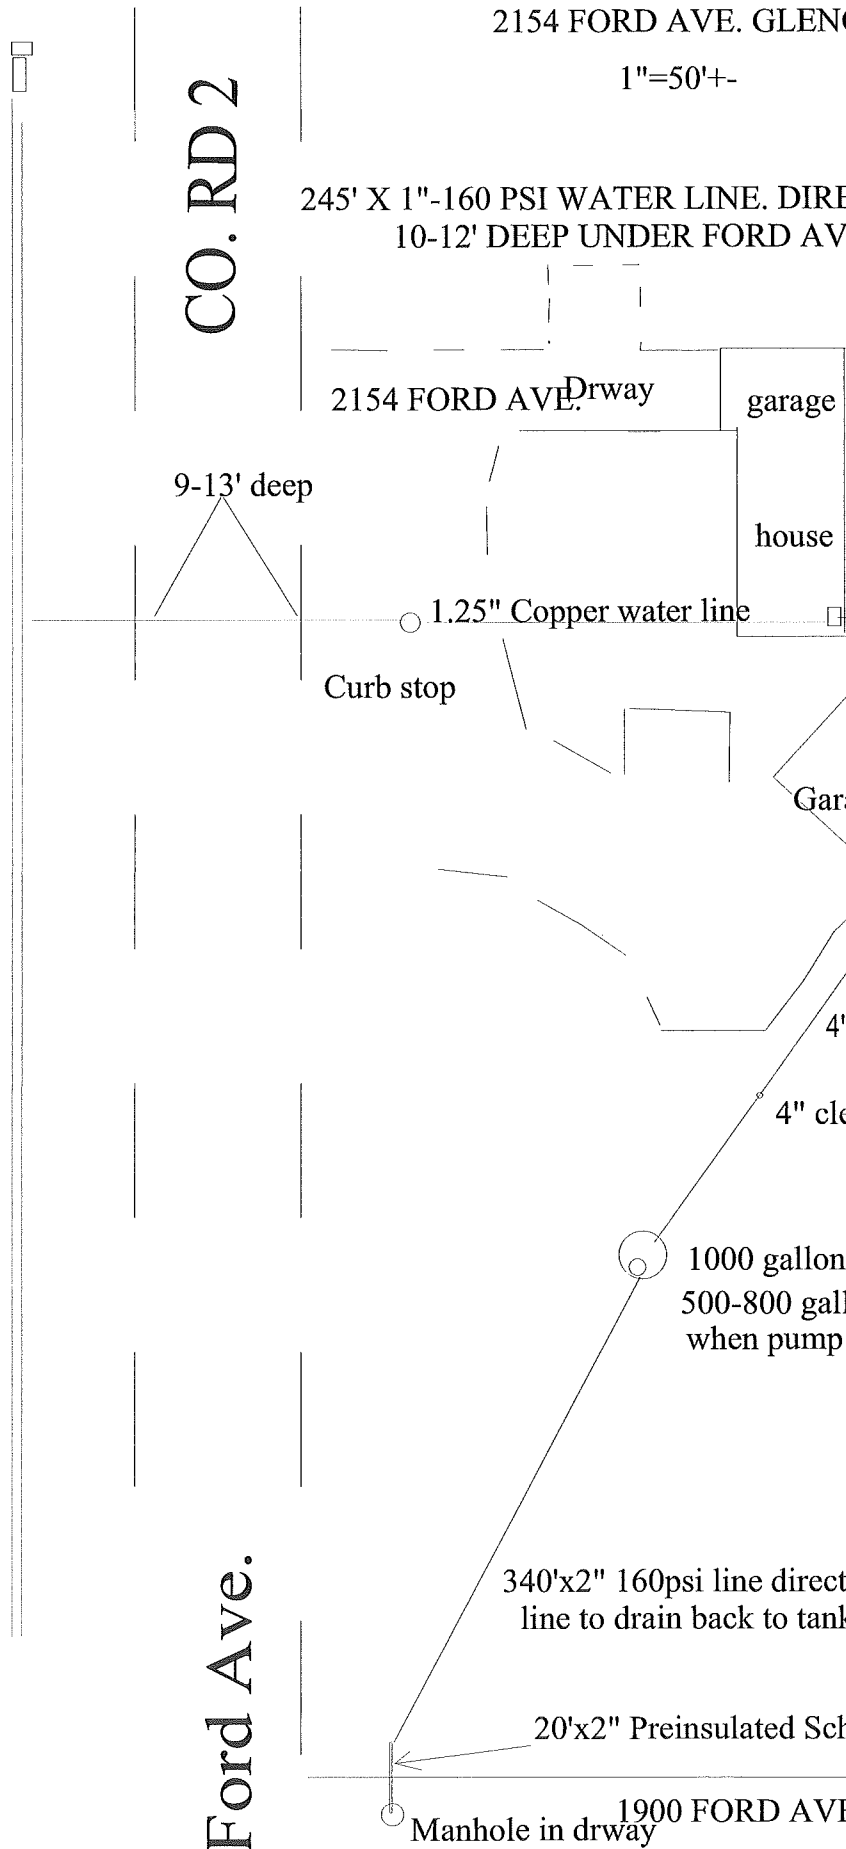 2154 FORD AVE. GLEN
1"=50'+-
CO. RD 2
245' X 1"-160 PSI WATER LINE. DIRE
10-12' DEEP UNDER FORD AV
Drway
2154 FORD AVE.
garage
9-13' deep
house
1.25" Copper water line
Curb stop
Gara
4"
4" cle
1000 gallon
500-800 gall
when pump
340'x2" 160psi line direct
line to drain back to tank
Ford Ave.
20'x2" Preinsulated Sch
1900 FORD AVE
Manhole in drway